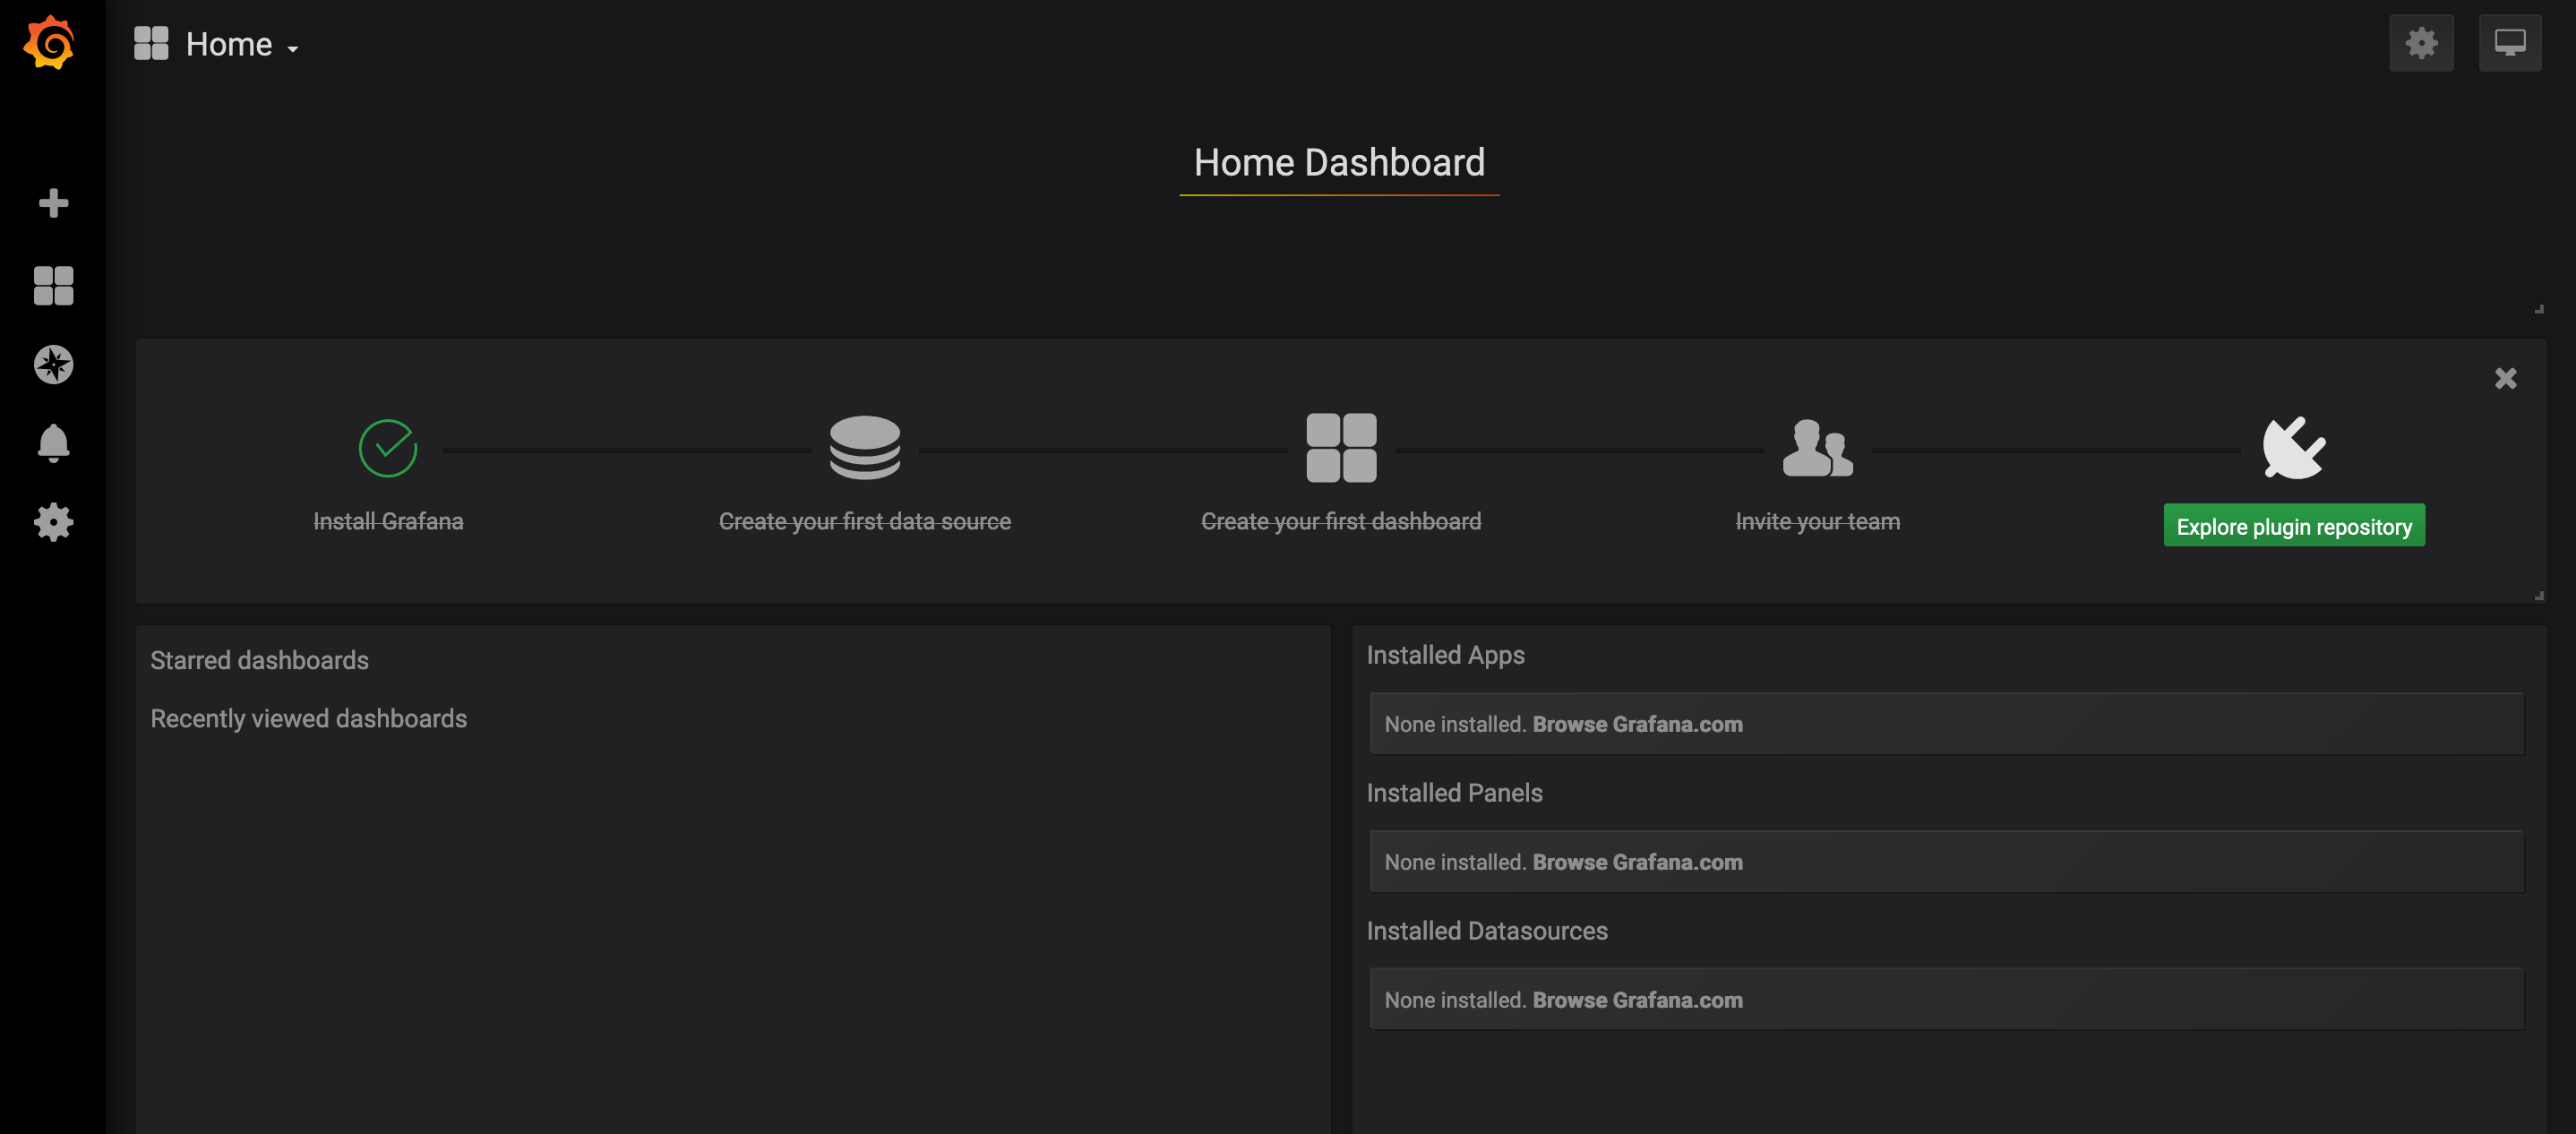 Home
Home Dashboard
Install Grafana
Create your first data source
Create your first dashboard
Invite your team
Explore plugin repository
Starred dashboards
Recently viewed dashboards
Installed Apps
None installed. Browse Grafana.com
Installed Panels
None installed. Browse Grafana.com
Installed Datasources
None installed. Browse Grafana.com